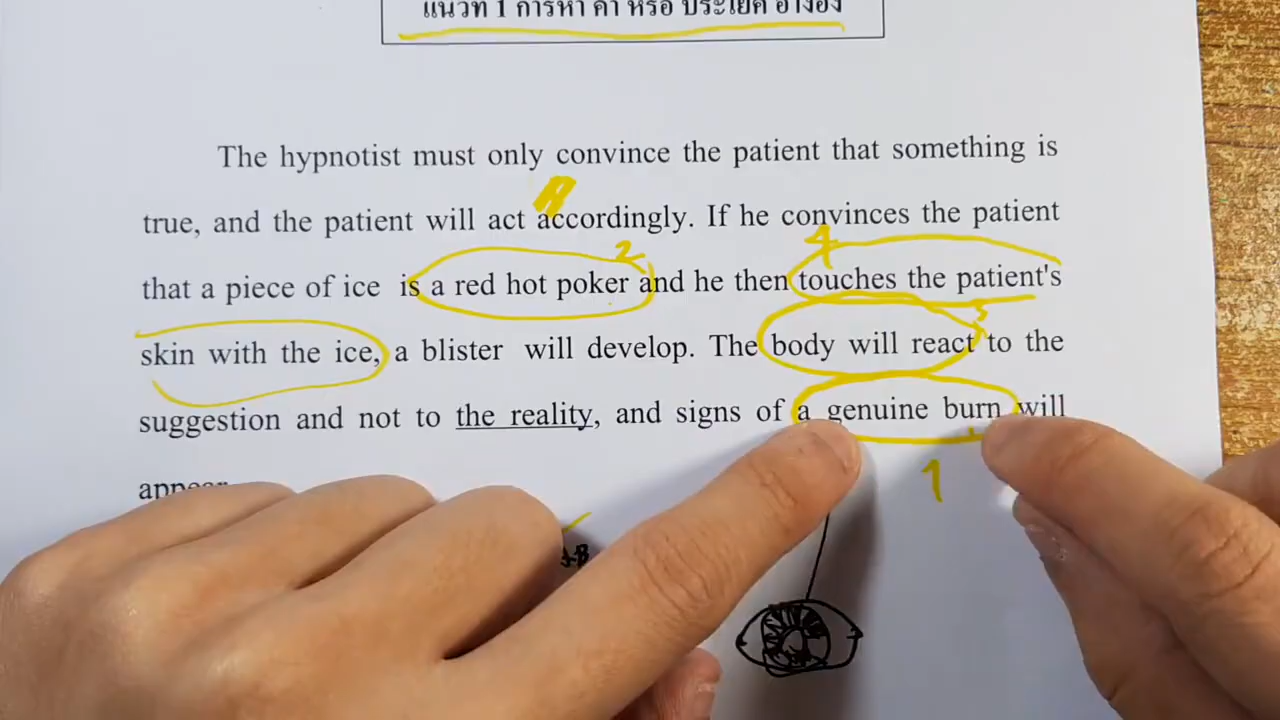 แนวที่ 1 การหา คำ หรือ ประโยค อ้างอิง
The hypnotist must only convince the patient that something is
true, and the patient will act accordingly. If he convinces the patient
that a piece of ice is a red hot poker and he then touches the patient's
skin with the ice, a blister will develop. The body will react to the
suggestion and not to the reality, and signs of a genuine burn will
2
4
3
1